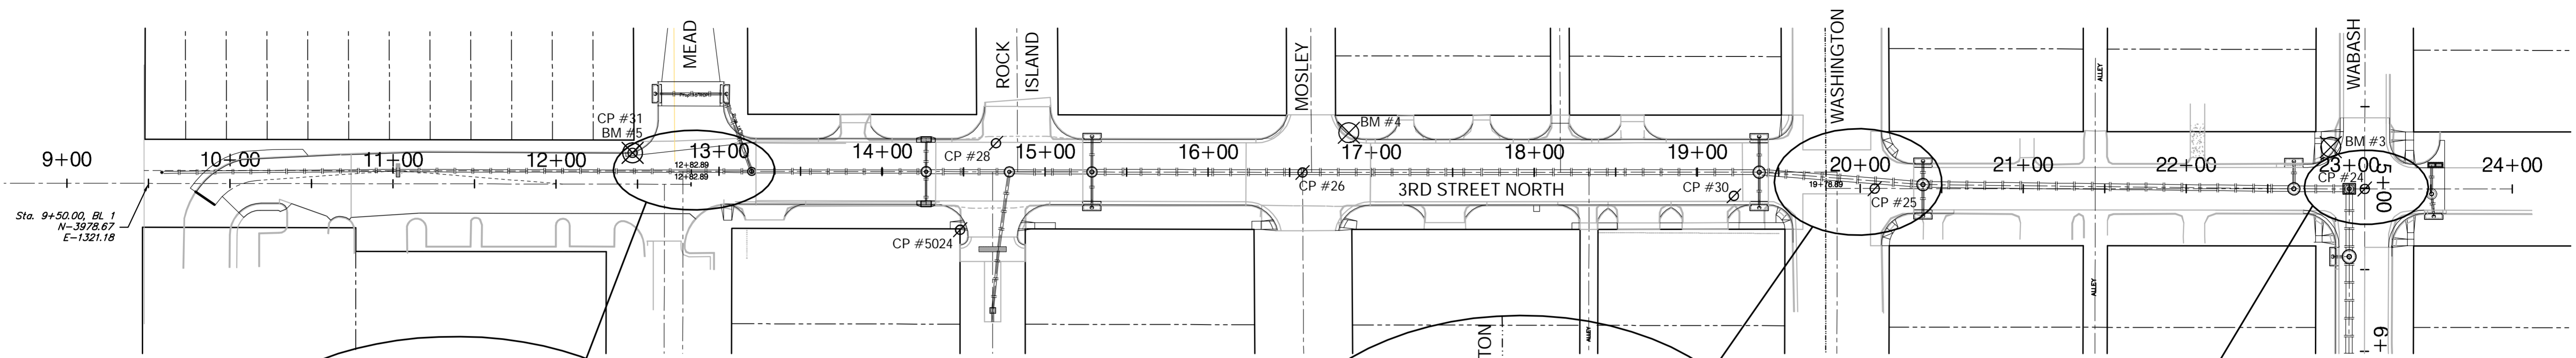 MEAD
ROCK
ISLAND
MOSLEY
WASHINGTON
WABASH
ALLEY
CP #31
BM #5
BM #4
BM #3
CP #28
CP #24
9+00
10+00
11+00
12+00
13+00
14+00
15+00
16+00
17+00
18+00
19+00
20+00
21+00
22+00
23+00
24+00
12+82.89
12+82.89
19+78.89
CP #26
3RD STREET NORTH
CP #30
CP #25
5+00
Sta. 9+50.00, BL 1
N-3978.67
E-1321.18
CP #5024
ALLEY
ALLEY
TON
6+